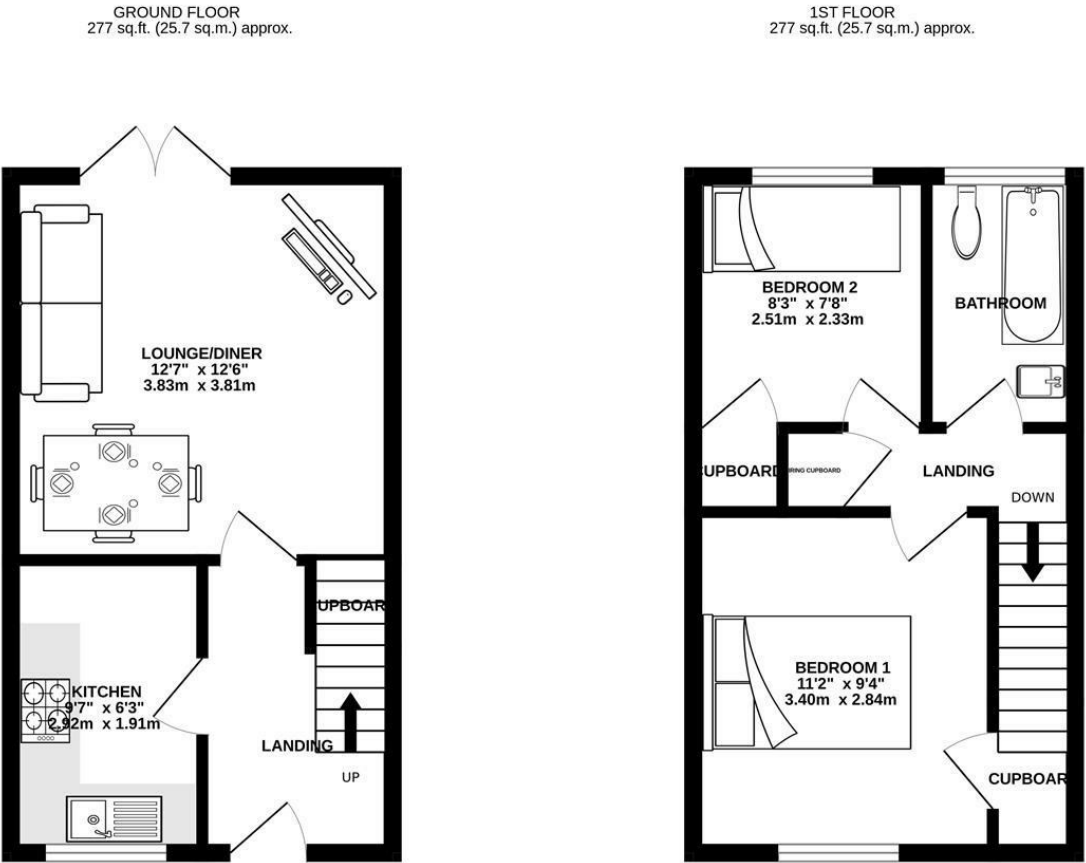 GROUND FLOOR
277 sq.ft. (25.7 sq.m.) approx.
1ST FLOOR
277 sq.ft. (25.7 sq.m.) approx.
LOUNGE/DINER
12'7" x 12'6"
3.83m x 3.81m
UPBOAR
KITCHEN
9'7" x 6'3"
2.92m x 1.91m
LANDING
UP
BEDROOM 2
8'3" x 7'8"
2.51m x 2.33m
BATHROOM
CUPBOARD
RING CUPBOARD
LANDING
DOWN
BEDROOM 1
11'2" x 9'4"
3.40m x 2.84m
CUPBOAR